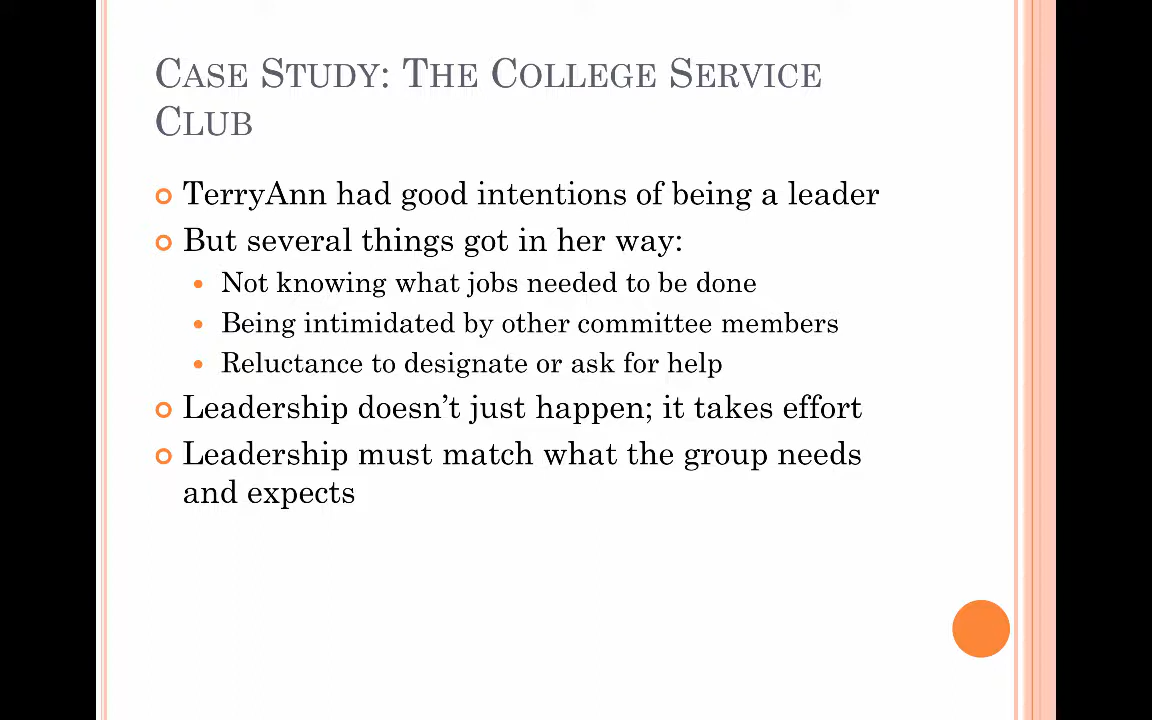 Case Study: The College Service
Club
TerryAnn had good intentions of being a leader
But several things got in her way:
Not knowing what jobs needed to be done
Being intimidated by other committee members
Reluctance to designate or ask for help
Leadership doesn't just happen; it takes effort
Leadership must match what the group needs
and expects